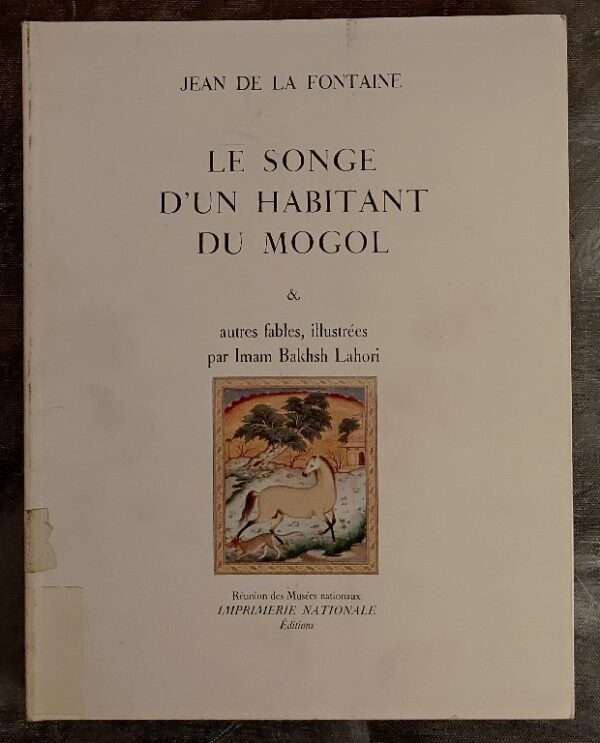 JEAN DE LA FONTAINE
LE SONGE
D'UN HABITANT
DU MOGOL
&
autres fables, illustrées
par Imam Bakhsh Lahori
Réunion des Musées nationaux
IMPRIMERIE NATIONALE
Éditions